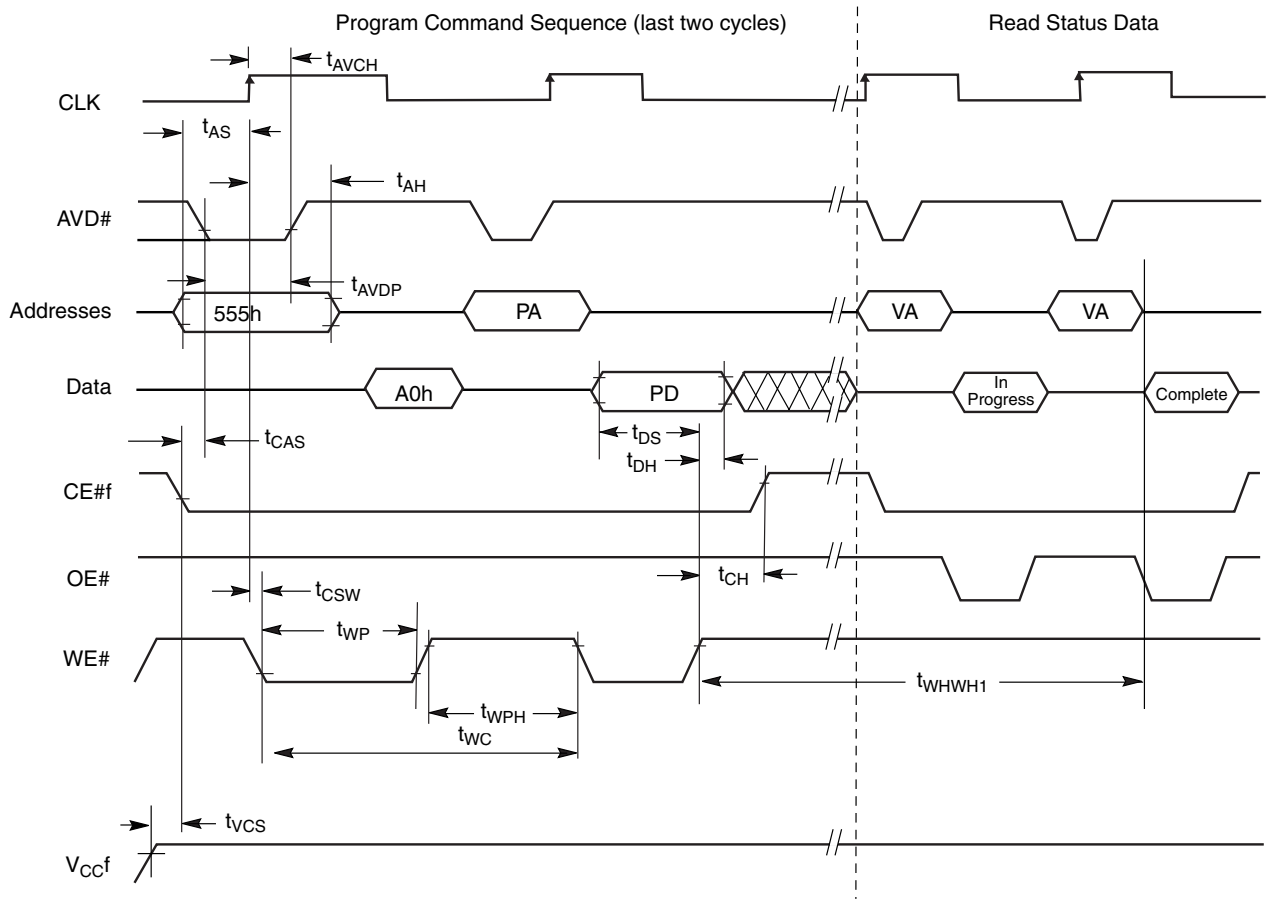 Program Command Sequence (last two cycles)
Read Status Data
tAVCH
CLK
tAS
tAH
AVD#
tAVDP
Addresses
555h
PA
VA
VA
Data
A0h
PD
In
Progress
Complete
tCAS
tDS
tDH
CE#f
OE#
tCH
tCSW
tWP
WE#
tWHWH1
tWPH
tWC
tVCS
VCCf